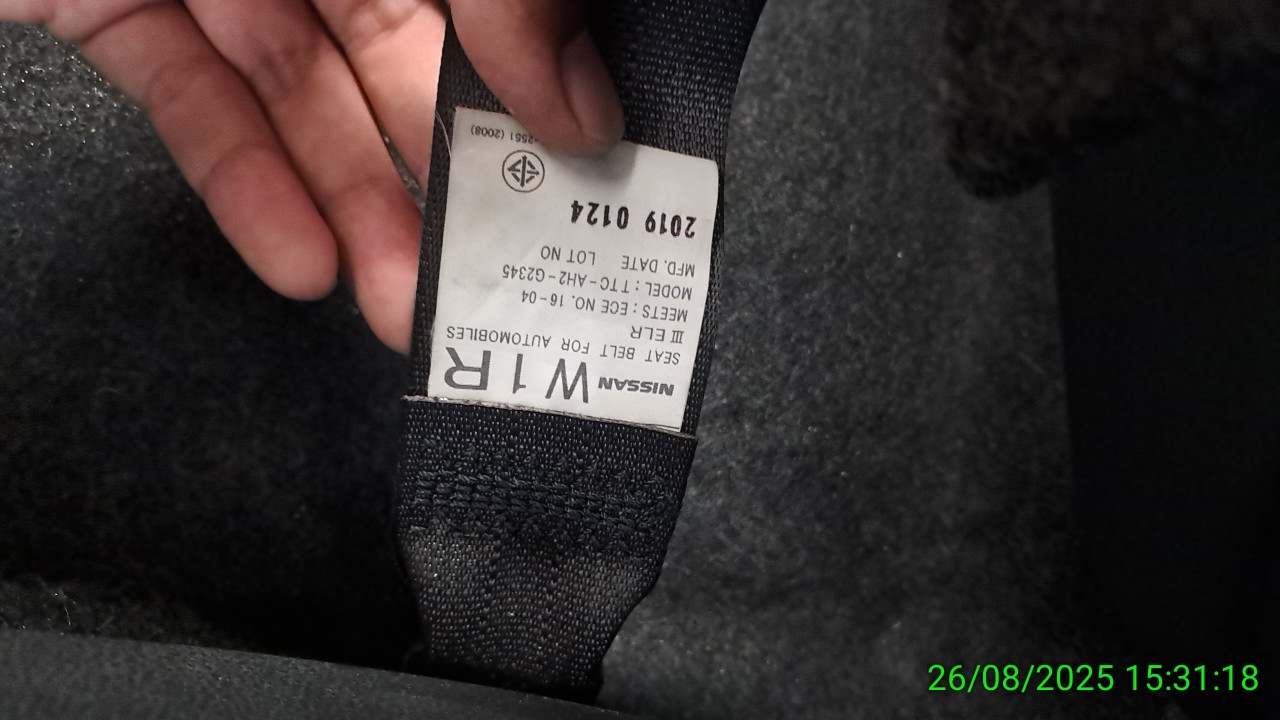 NISSAN W1R
SEAT BELT FOR AUTOMOBILES
III ELR
MEETS : ECE NO. 16-04
MODEL : TTC-AH2-G2345
MFD. DATE LOT NO
2019 0124
2551 (2008)
26/08/2025 15:31:18